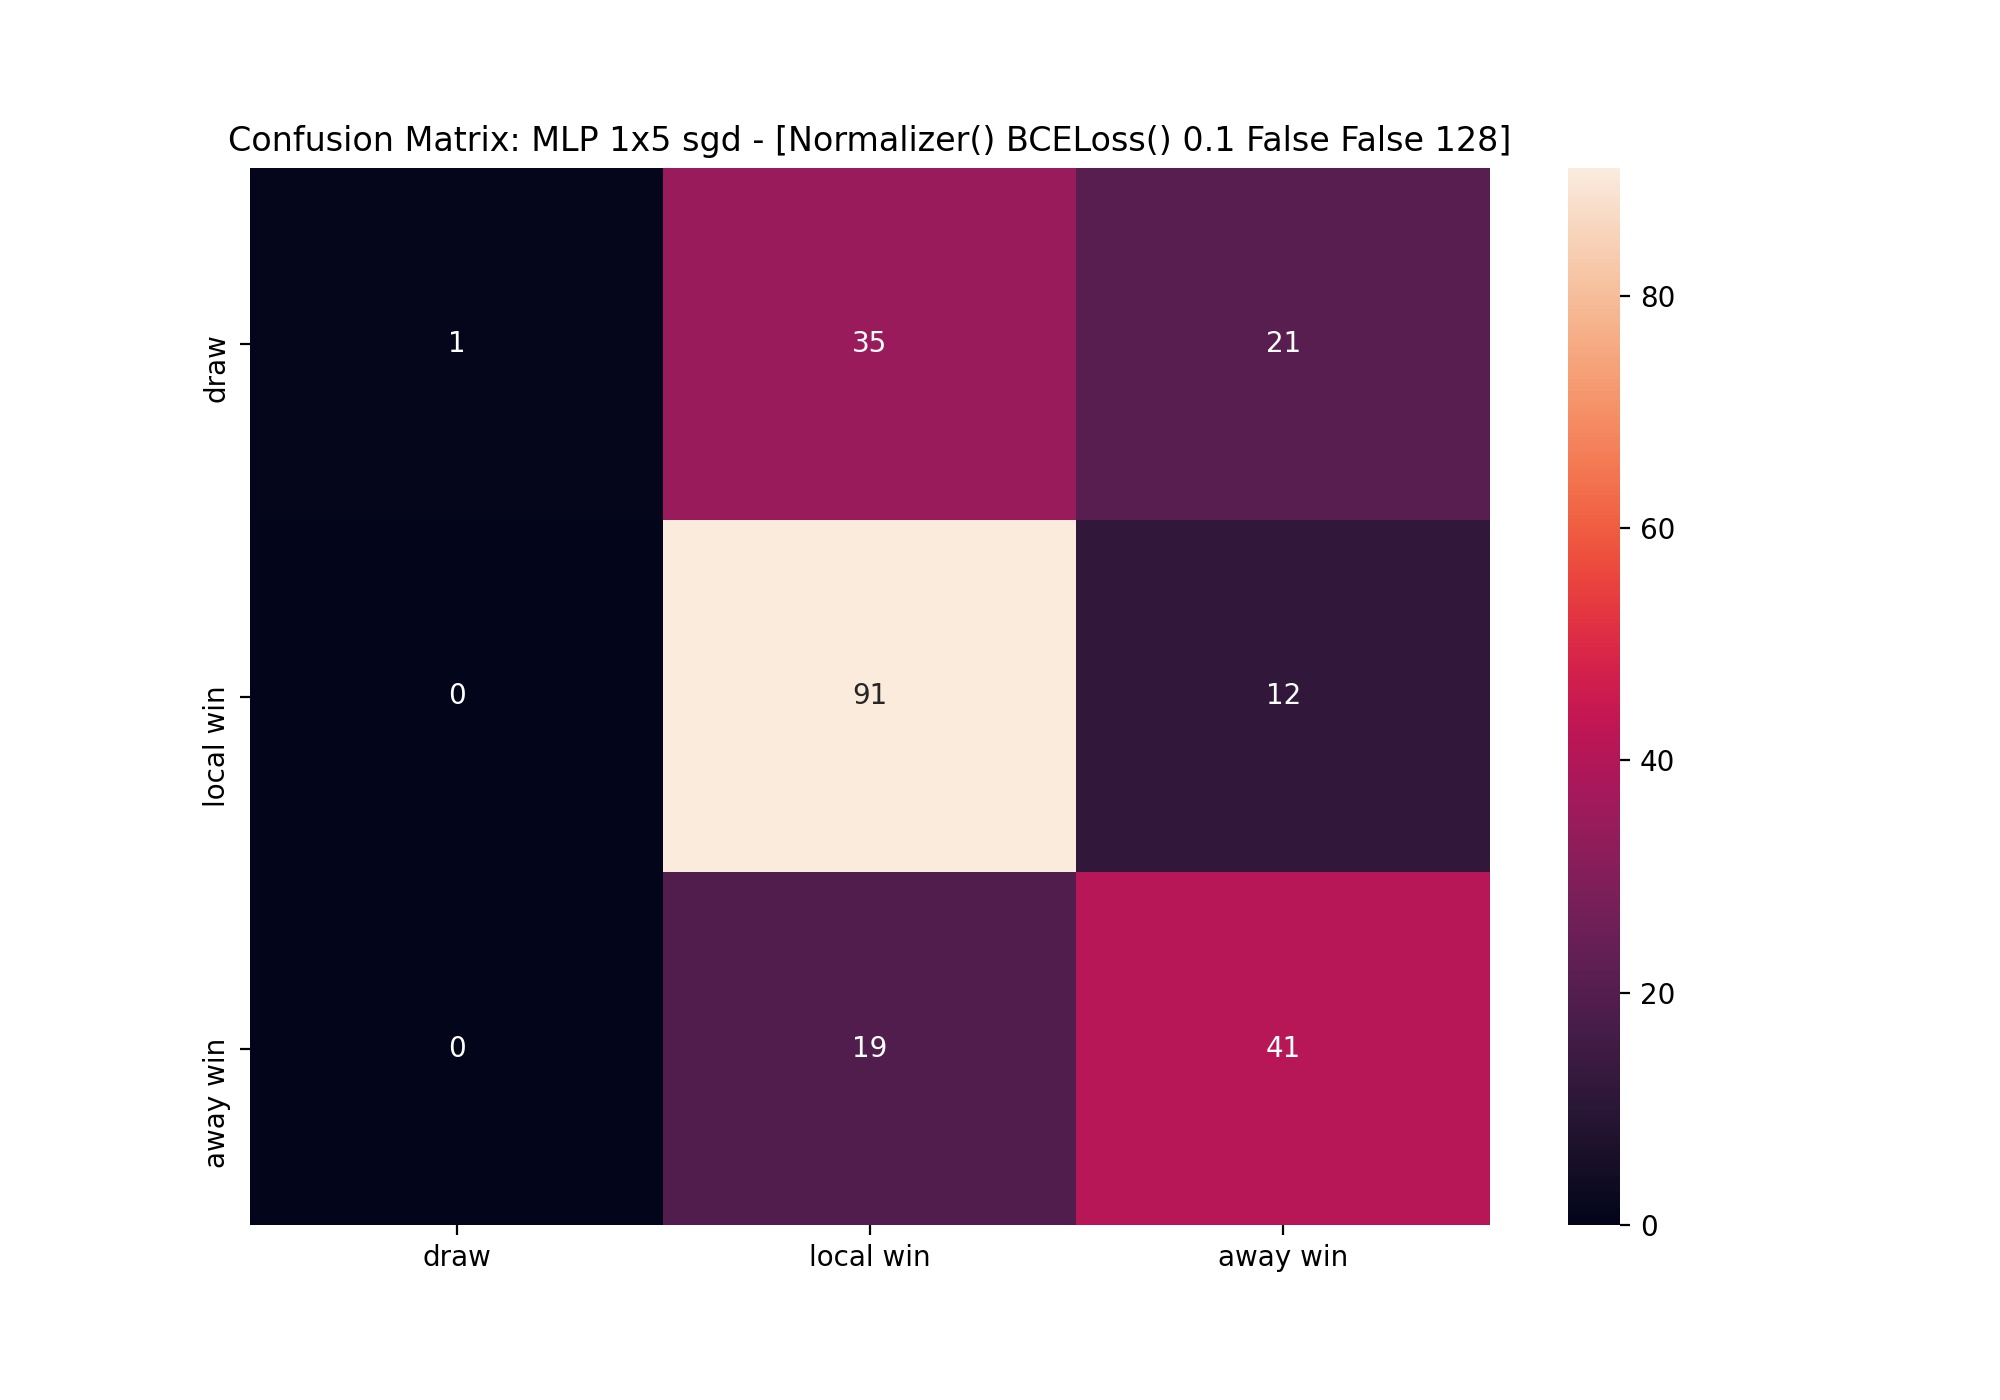 Confusion Matrix: MLP 1x5 sgd - [Normalizer() BCELoss() 0.1 False False 128]
draw
1
35
21
local win
0
91
12
away win
0
19
41
draw
local win
away win
80
60
40
20
0